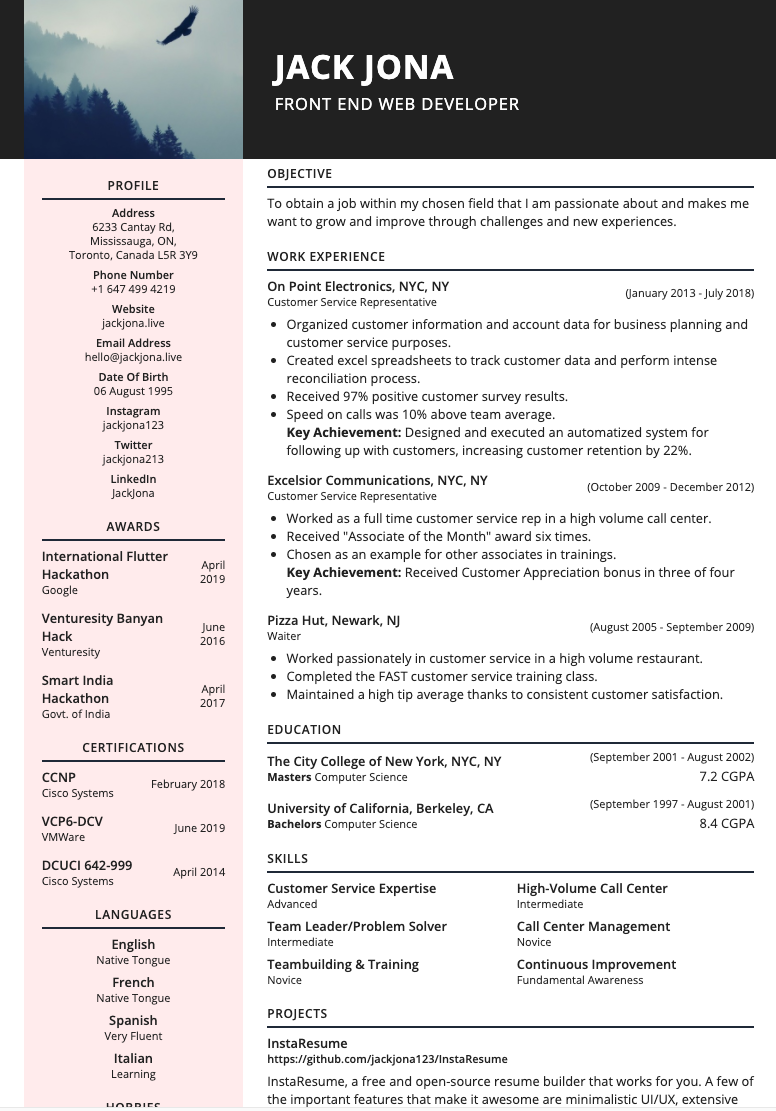 JACK JONA
FRONT END WEB DEVELOPER
PROFILE
Address
6233 Cantay Rd,
Mississauga, ON,
Toronto, Canada L5R 3Y9
Phone Number
+1 647 499 4219
Website
jackjona.live
Email Address
hello@jackjona.live
Date Of Birth
06 August 1995
Instagram
jackjona123
Twitter
jackjona213
LinkedIn
JackJona
AWARDS
International Flutter
Hackathon
Google
April
2019
Venturesity Banyan
Hack
Venturesity
June
2016
Smart India
Hackathon
Govt. of India
April
2017
CERTIFICATIONS
CCNP
Cisco Systems
February 2018
VCP6-DCV
VMWare
June 2019
DCUCI 642-999
Cisco Systems
April 2014
LANGUAGES
English
Native Tongue
French
Native Tongue
Spanish
Very Fluent
Italian
Learning
HOBBIES
OBJECTIVE
To obtain a job within my chosen field that I am passionate about and makes me
want to grow and improve through challenges and new experiences.
WORK EXPERIENCE
On Point Electronics, NYC, NY
Customer Service Representative
(January 2013 - July 2018)
• Organized customer information and account data for business planning and
customer service purposes.
• Created excel spreadsheets to track customer data and perform intense
reconciliation process.
• Received 97% positive customer survey results.
• Speed on calls was 10% above team average.
Key Achievement: Designed and executed an automatized system for
following up with customers, increasing customer retention by 22%.
Excelsior Communications, NYC, NY
Customer Service Representative
(October 2009 - December 2012)
• Worked as a full time customer service rep in a high volume call center.
• Received "Associate of the Month" award six times.
• Chosen as an example for other associates in trainings.
Key Achievement: Received Customer Appreciation bonus in three of four
years.
Pizza Hut, Newark, NJ
Waiter
(August 2005 - September 2009)
• Worked passionately in customer service in a high volume restaurant.
• Completed the FAST customer service training class.
• Maintained a high tip average thanks to consistent customer satisfaction.
EDUCATION
The City College of New York, NYC, NY
Masters Computer Science
(September 2001 - August 2002)
7.2 CGPA
University of California, Berkeley, CA
Bachelors Computer Science
(September 1997 - August 2001)
8.4 CGPA
SKILLS
Customer Service Expertise
Advanced
High-Volume Call Center
Intermediate
Team Leader/Problem Solver
Intermediate
Call Center Management
Novice
Teambuilding & Training
Novice
Continuous Improvement
Fundamental Awareness
PROJECTS
InstaResume
https://github.com/jackjona123/InstaResume
InstaResume, a free and open-source resume builder that works for you. A few of
the important features that make it awesome are minimalistic UI/UX, extensive